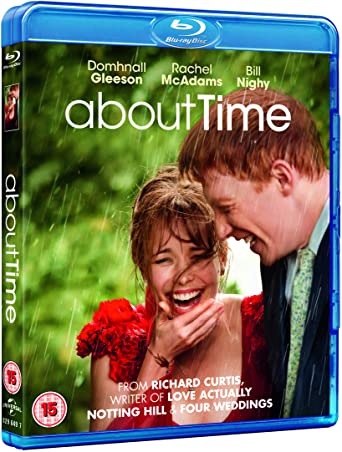 Blu-ray Disc
Domhnall Gleeson
Rachel McAdams
Bill Nighy
aboutTime
FROM RICHARD CURTIS,
WRITER OF LOVE ACTUALLY
NOTTING HILL & FOUR WEDDINGS
15
aboutTime
15
UNIVERSAL